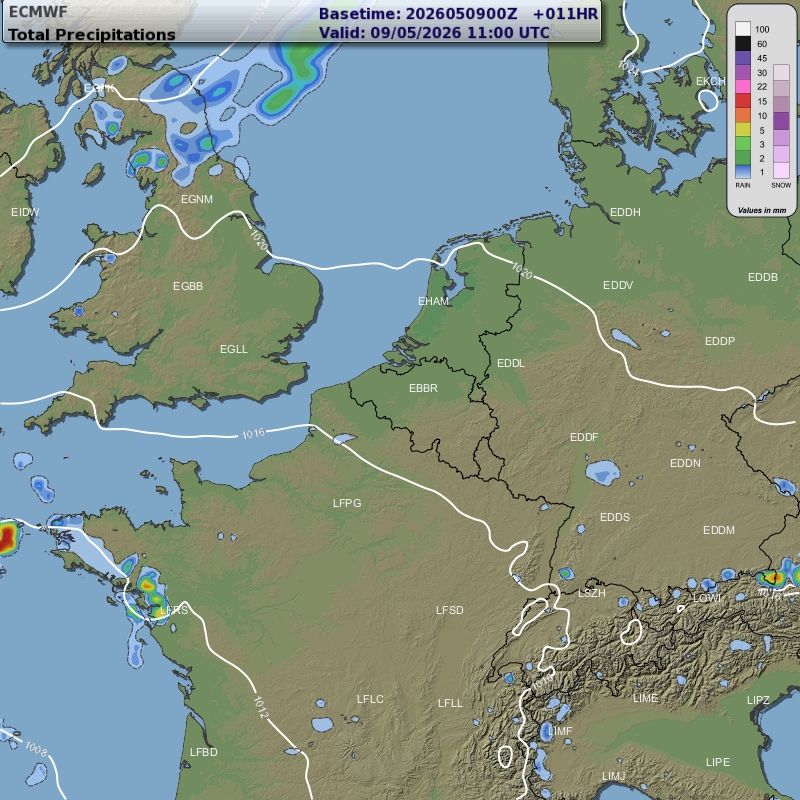 ECMWF
Basetime: 2026050900Z +011HR
Total Precipitations
Valid: 09/05/2026 11:00 UTC
100
60
45
30
22
15
10
5
3
2
1
RAIN
SNOW
Values in mm
1024
EKCH
EGPK
EGNM
EIDW
EDDH
1020
1020
EGBB
EHAM
EDDV
EDDB
EGLL
EDDP
EDDL
EBBR
1016
EDDF
EDDN
LFPG
EDDS
EDDM
LSZH
LOWI
1016
LFRS
LFSD
1016
LFLC
LFLL
LIME
LIPZ
1012
LIMF
1008
LFBD
LIPE
LIMJ